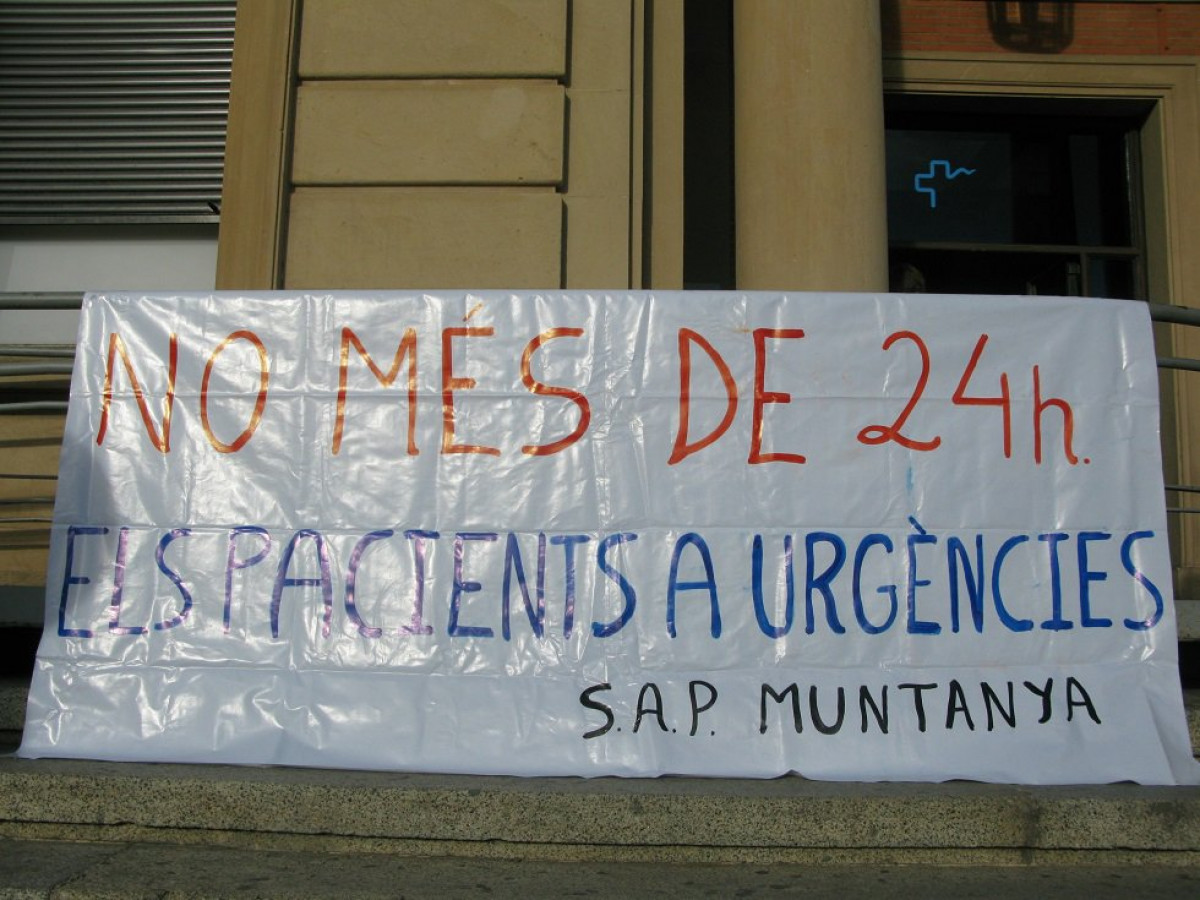 NO MÉS DE 24h.
ELS PACIENTS A URGÈNCIES
S.A.P. MUNTANYA